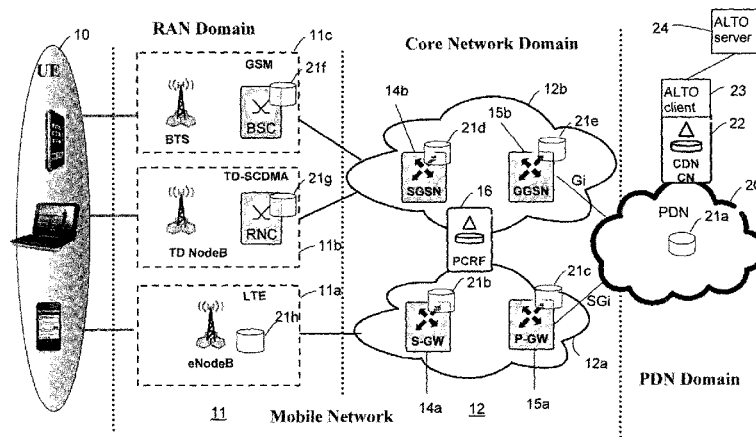 10
UE
RAN Domain
11c
GSM
21f
BTS
BSC
TD-SCDMA
21g
TD NodeB
RNC
11b
LTE
11a
21h
eNodeB
11
Mobile Network
Core Network Domain
14b
15b
12b
21d
21e
SGSN
GGSN
Gi
16
PCRF
21b
21c
S-GW
P-GW
SGi
12a
14a
12
15a
24
ALTO
server
ALTO
client
23
22
CDN
CN
20
PDN
21a
PDN Domain